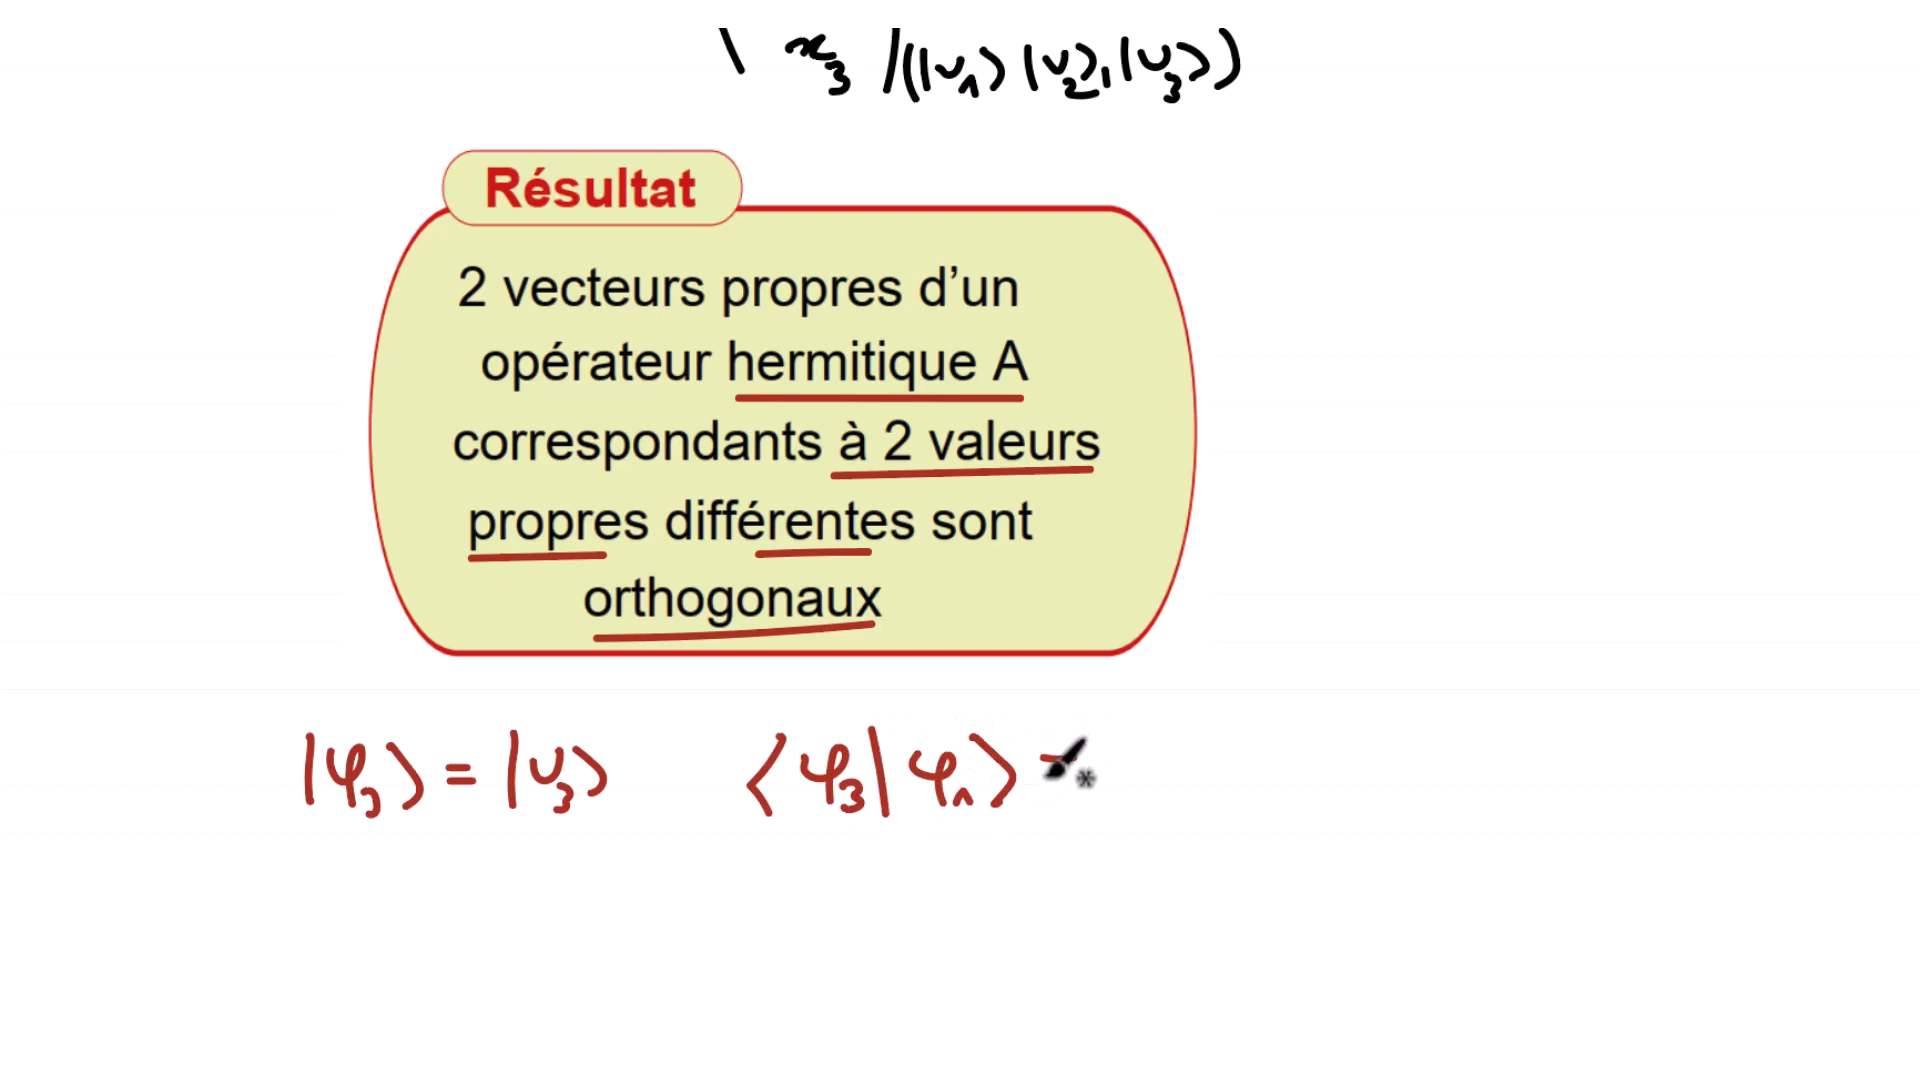 \ x₃ /(|v₁⟩ |v₂⟩, |v₃⟩)
Résultat
2 vecteurs propres d’un
opérateur hermitique A
correspondants à 2 valeurs
propres différentes sont
orthogonaux
|φ₃⟩ = |v₃⟩ ⟨φ₃|φ₁⟩